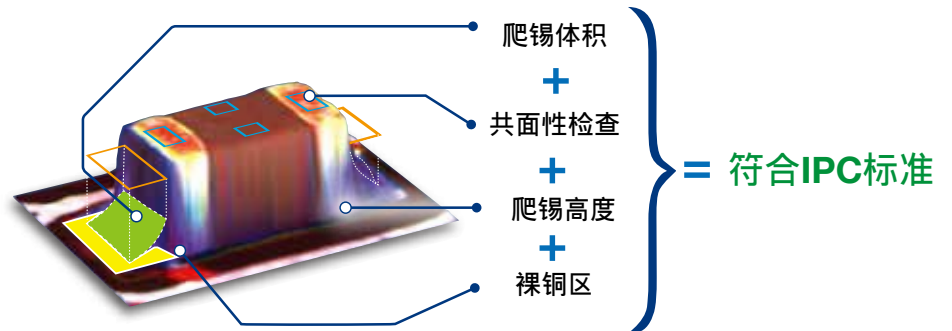 爬锡体积
+
共面性检查
+
爬锡高度
+
裸铜区
= 符合IPC标准